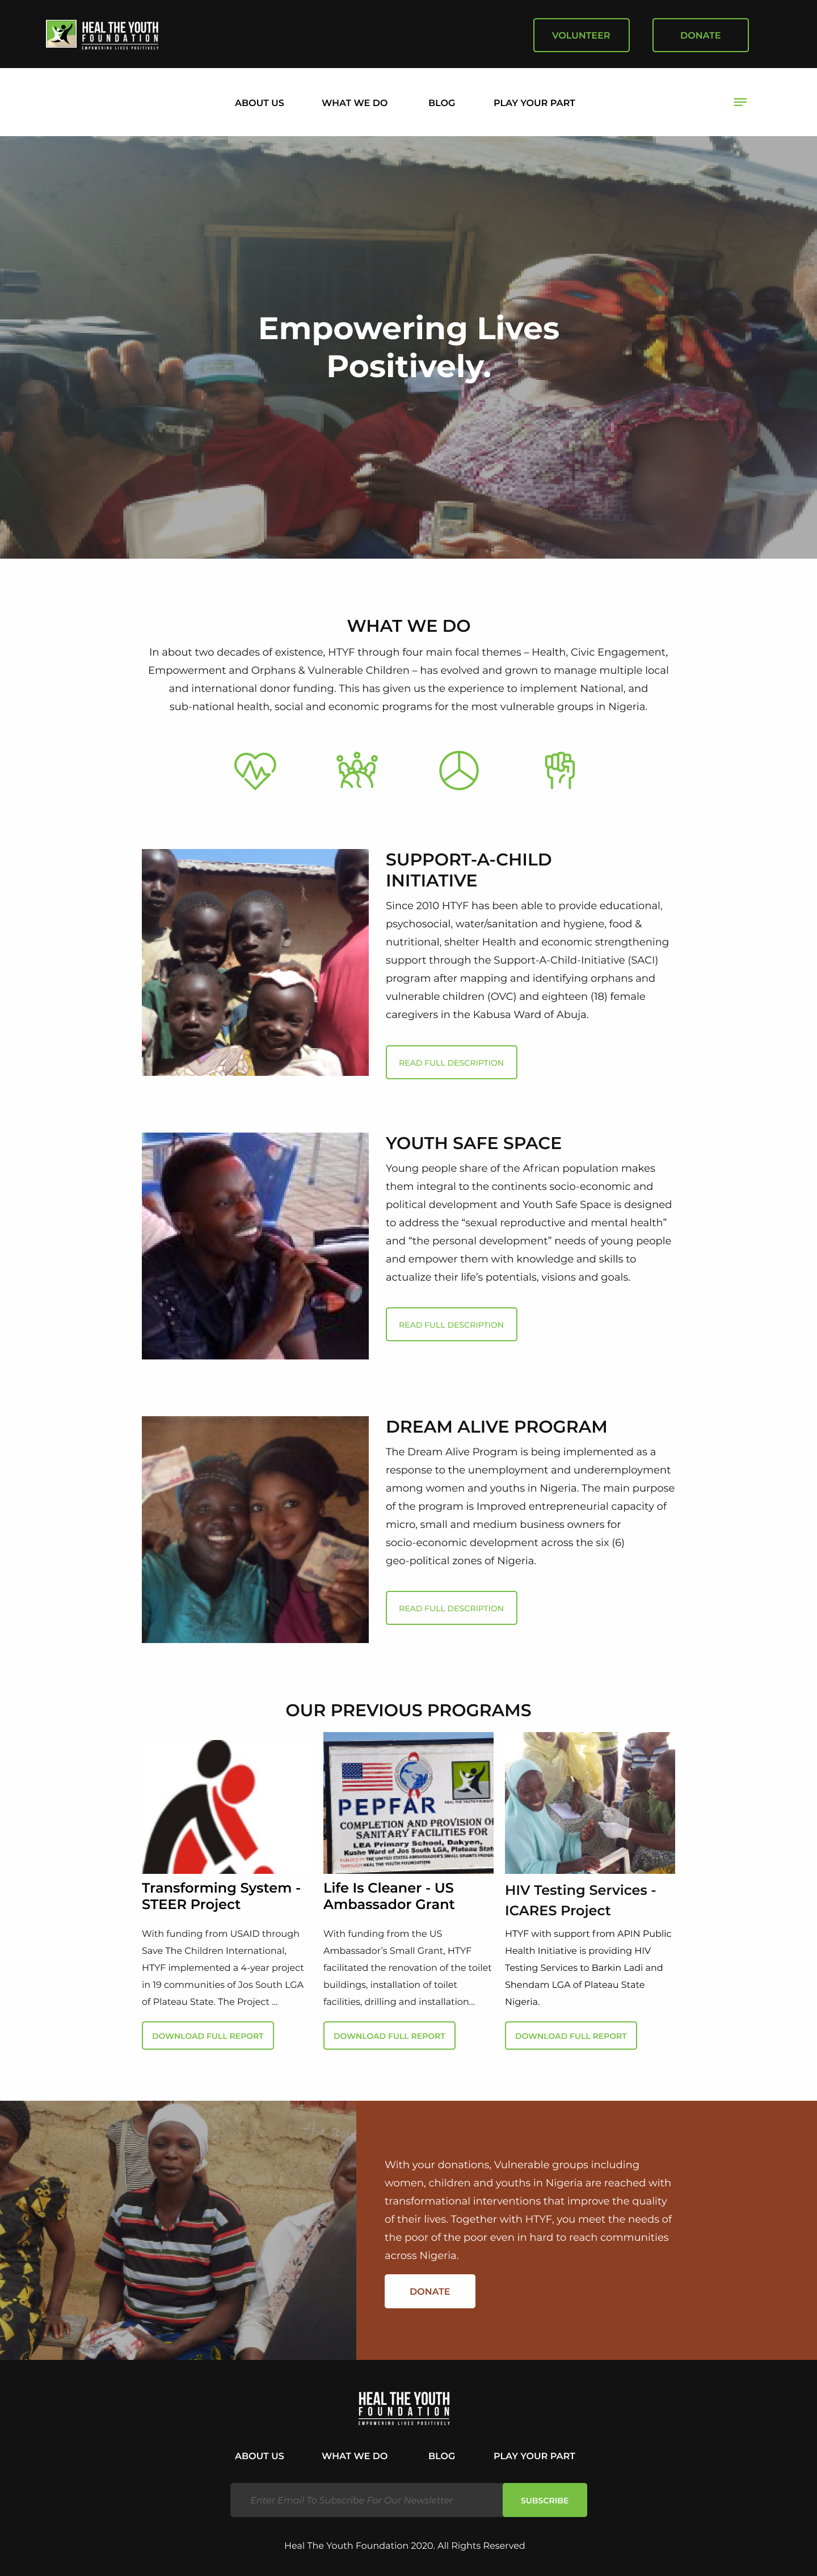 HEAL THE YOUTH
FOUNDATION
EMPOWERING LIVES POSITIVELY
VOLUNTEER
DONATE
ABOUT US
WHAT WE DO
BLOG
PLAY YOUR PART
Empowering Lives
Positively.
WHAT WE DO
In about two decades of existence, HTYF through four main focal themes – Health, Civic Engagement,
Empowerment and Orphans & Vulnerable Children – has evolved and grown to manage multiple local
and international donor funding. This has given us the experience to implement National, and
sub-national health, social and economic programs for the most vulnerable groups in Nigeria.
SUPPORT-A-CHILD
INITIATIVE
Since 2010 HTYF has been able to provide educational,
psychosocial, water/sanitation and hygiene, food &
nutritional, shelter Health and economic strengthening
support through the Support-A-Child-Initiative (SACI)
program after mapping and identifying orphans and
vulnerable children (OVC) and eighteen (18) female
caregivers in the Kabusa Ward of Abuja.
READ FULL DESCRIPTION
YOUTH SAFE SPACE
Young people share of the African population makes
them integral to the continents socio-economic and
political development and Youth Safe Space is designed
to address the “sexual reproductive and mental health”
and “the personal development” needs of young people
and empower them with knowledge and skills to
actualize their life’s potentials, visions and goals.
READ FULL DESCRIPTION
DREAM ALIVE PROGRAM
The Dream Alive Program is being implemented as a
response to the unemployment and underemployment
among women and youths in Nigeria. The main purpose
of the program is Improved entrepreneurial capacity of
micro, small and medium business owners for
socio-economic development across the six (6)
geo-political zones of Nigeria.
READ FULL DESCRIPTION
OUR PREVIOUS PROGRAMS
Transforming System -
STEER Project
With funding from USAID through
Save The Children International,
HTYF implemented a 4-year project
in 19 communities of Jos South LGA
of Plateau State. The Project ...
DOWNLOAD FULL REPORT
PEPFAR
COMPLETION AND PROVISION OF
SANITARY FACILITIES FOR
LEA Primary School, Dakyen,
Kushe Ward of Jos South LGA, Plateau State
Life Is Cleaner - US
Ambassador Grant
With funding from the US
Ambassador’s Small Grant, HTYF
facilitated the renovation of the toilet
buildings, installation of toilet
facilities, drilling and installation...
DOWNLOAD FULL REPORT
HIV Testing Services -
ICARES Project
HTYF with support from APIN Public
Health Initiative is providing HIV
Testing Services to Barkin Ladi and
Shendam LGA of Plateau State
Nigeria.
DOWNLOAD FULL REPORT
With your donations, Vulnerable groups including
women, children and youths in Nigeria are reached with
transformational interventions that improve the quality
of their lives. Together with HTYF, you meet the needs of
the poor of the poor even in hard to reach communities
across Nigeria.
DONATE
HEAL THE YOUTH
FOUNDATION
EMPOWERING LIVES POSITIVELY
ABOUT US
WHAT WE DO
BLOG
PLAY YOUR PART
Enter Email To Subscribe For Our Newsletter
SUBSCRIBE
Heal The Youth Foundation 2020. All Rights Reserved